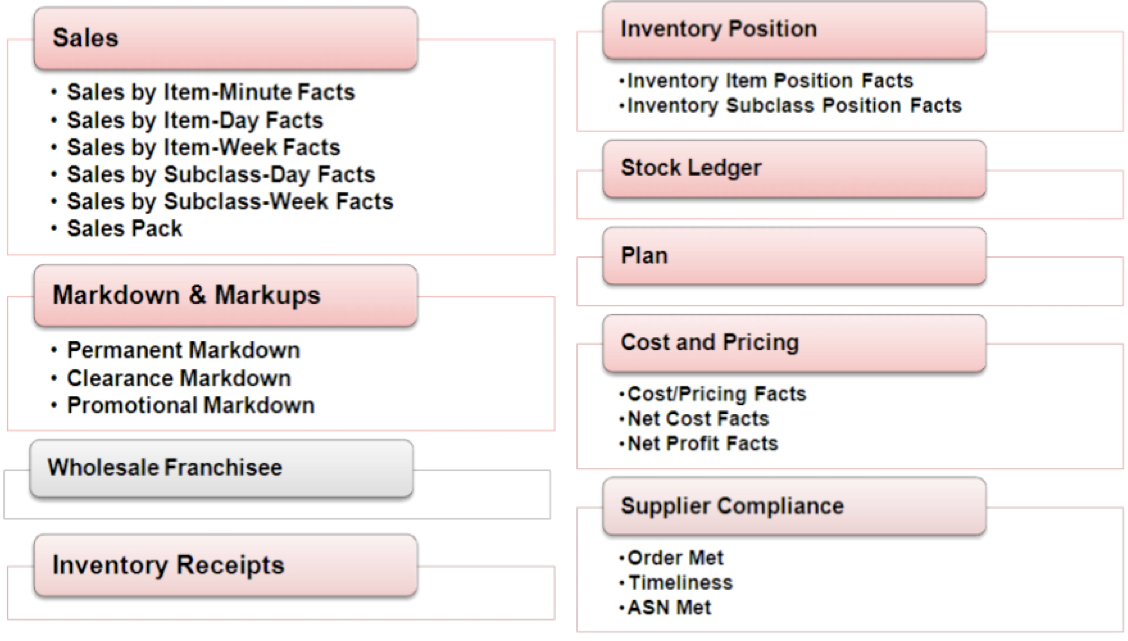 Sales
• Sales by Item-Minute Facts
• Sales by Item-Day Facts
• Sales by Item-Week Facts
• Sales by Subclass-Day Facts
• Sales by Subclass-Week Facts
• Sales Pack
Markdown & Markups
• Permanent Markdown
• Clearance Markdown
• Promotional Markdown
Wholesale Franchisee
Inventory Receipts
Inventory Position
•Inventory Item Position Facts
•Inventory Subclass Position Facts
Stock Ledger
Plan
Cost and Pricing
•Cost/Pricing Facts
•Net Cost Facts
•Net Profit Facts
Supplier Compliance
•Order Met
•Timeliness
•ASN Met